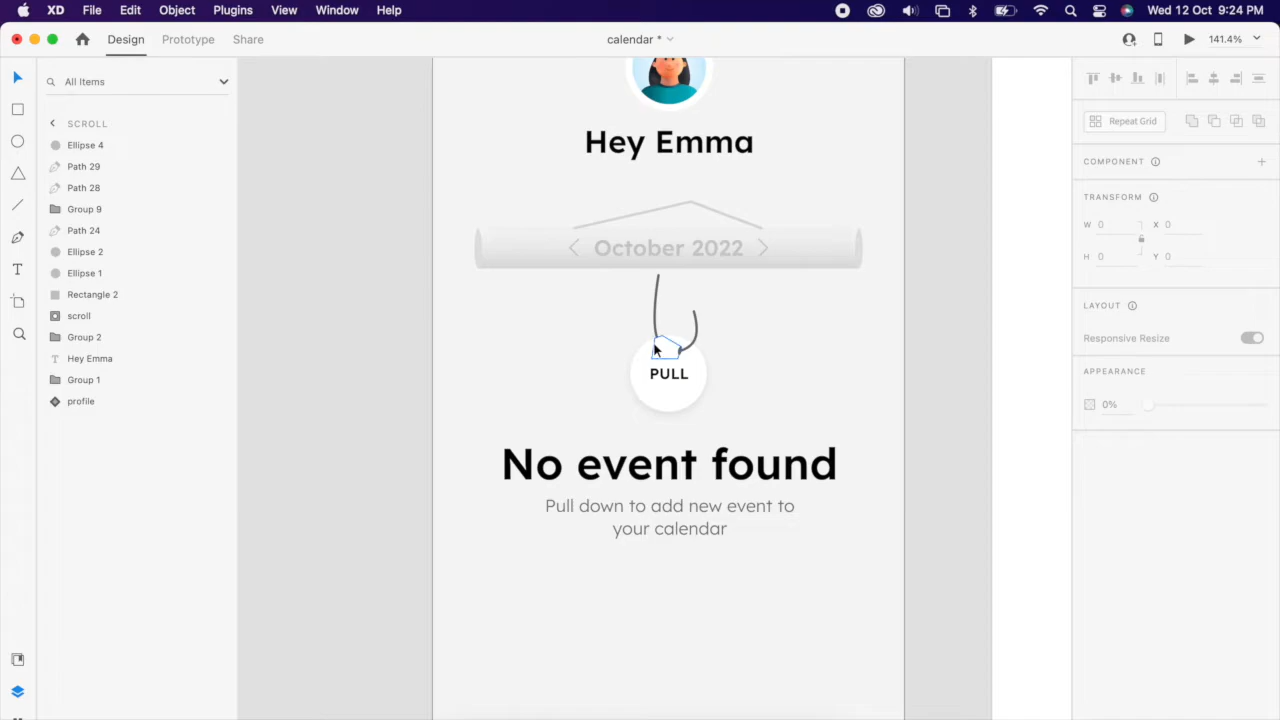 XD File Edit Object Plugins View Window Help Wed 12 Oct 9:24 PM
Design Prototype Share calendar * 141.4%
All Items
SCROLL
Ellipse 4
Path 29
Path 28
Group 9
Path 24
Ellipse 2
Ellipse 1
Rectangle 2
scroll
Group 2
Hey Emma
Group 1
profile
Hey Emma
October 2022
PULL
No event found
Pull down to add new event to
your calendar
Repeat Grid
COMPONENT
TRANSFORM
W 0 X 0
H 0 Y 0
LAYOUT
Responsive Resize
APPEARANCE
0%